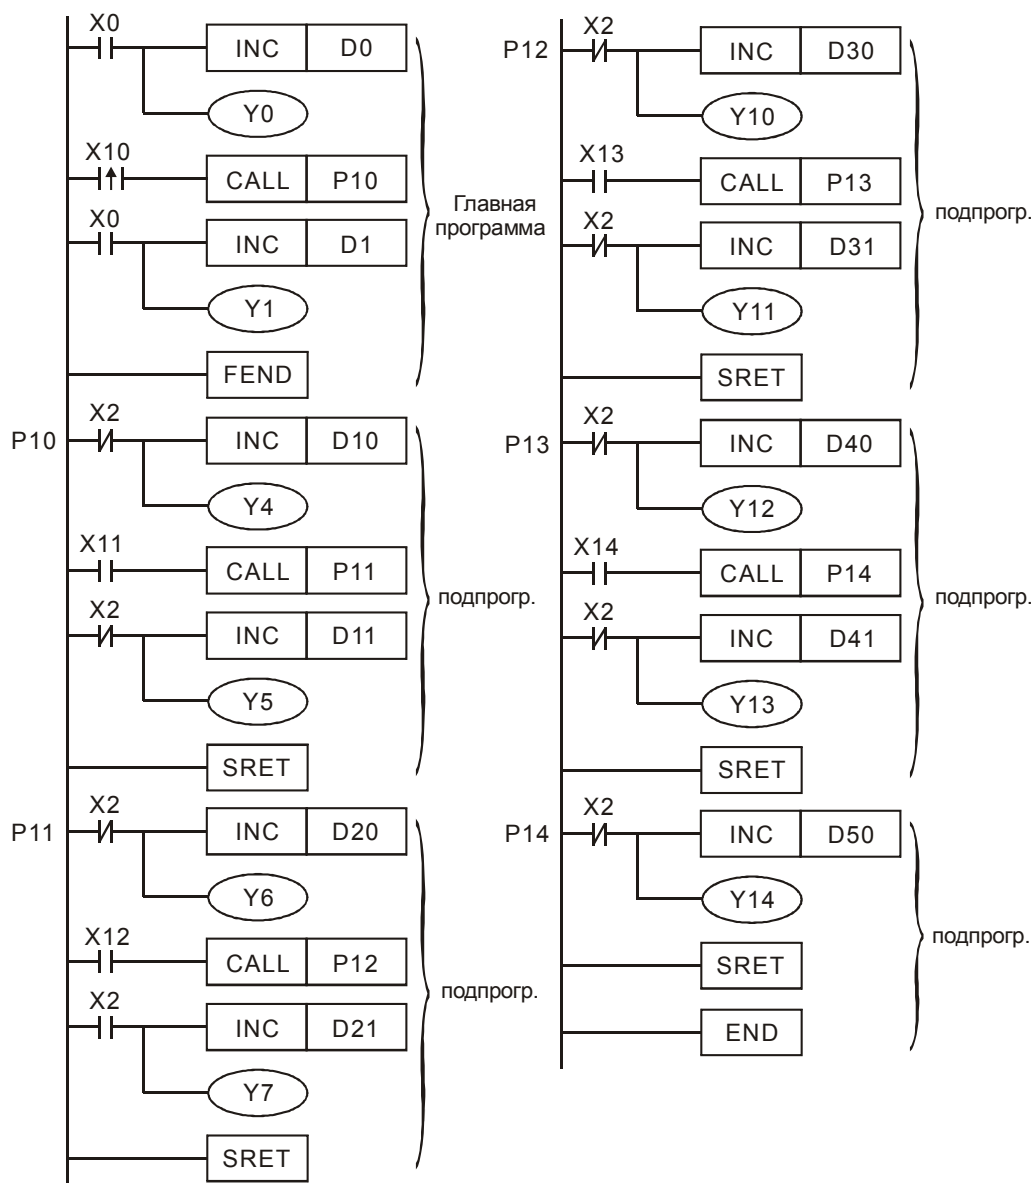 X0
INC D0
Y0
X10
CALL P10
X0
INC D1
Y1
FEND
Главная
программа
P10
X2
INC D10
Y4
X11
CALL P11
X2
INC D11
Y5
SRET
подпрогр.
P11
X2
INC D20
Y6
X12
CALL P12
X2
INC D21
Y7
SRET
подпрогр.
P12
X2
INC D30
Y10
X13
CALL P13
X2
INC D31
Y11
SRET
подпрогр.
P13
X2
INC D40
Y12
X14
CALL P14
X2
INC D41
Y13
SRET
подпрогр.
P14
X2
INC D50
Y14
SRET
END
подпрогр.